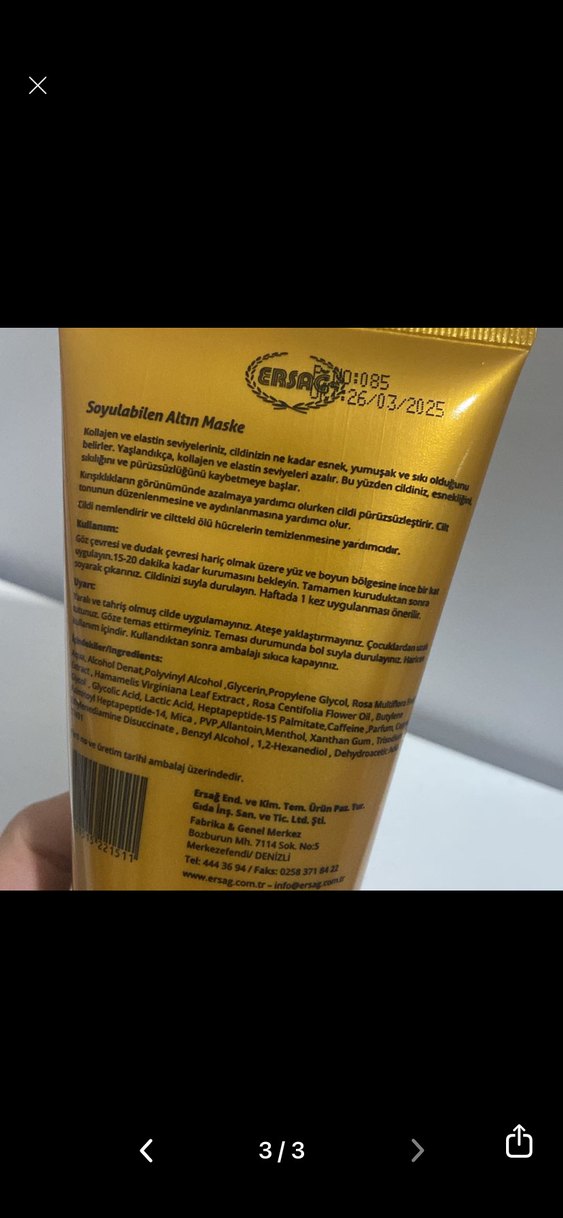 ERSAĞ
NO:085
:26/03/2025
Soyulabilen Altın Maske
Kollajen ve elastin seviyeleriniz, cildinizin ne kadar esnek, yumuşak ve sıkı olduğunu
belirler. Yaşlandıkça, kollajen ve elastin seviyeleri azalır. Bu yüzden cildiniz, esnekliğini,
sıkılığını ve pürüzsüzlüğünü kaybetmeye başlar.
Kırışıklıkların görünümünde azalmaya yardımcı olurken cildi pürüzsüzleştirir. Cilt
tonunun düzenlenmesine ve aydınlanmasına yardımcı olur.
Cildi nemlendirir ve ciltteki ölü hücrelerin temizlenmesine yardımcıdır.
Kullanım:
Göz çevresi ve dudak çevresi hariç olmak üzere yüz ve boyun bölgesine ince bir kat
uygulayın.15-20 dakika kadar kurumasını bekleyin. Tamamen kuruduktan sonra
soyarak çıkarınız. Cildinizi suyla durulayın. Haftada 1 kez uygulanması önerilir.
Uyarı:
Yaralı ve tahriş olmuş cilde uygulamayınız. Ateşe yaklaştırmayınız. Çocuklardan uzak
tutunuz. Göze temas ettirmeyiniz. Teması durumunda bol suyla durulayınız. Haricen
kullanım içindir. Kullandıktan sonra ambalajı sıkıca kapayınız.
İçindekiler/Ingredients:
Aqua, Alcohol Denat,Polyvinyl Alcohol ,Glycerin,Propylene Glycol, Rosa Multiflora
Extract , Hamamelis Virginiana Leaf Extract , Rosa Centifolia Flower Oil , Butylene
Glycol , Glycolic Acid, Lactic Acid, Heptapeptide-15 Palmitate,Caffeine ,Parfum,
Heptapeptide-14, Mica , PVP,Allantoin,Menthol, Xanthan Gum ,
Disuccinate , Benzyl Alcohol , 1,2-Hexanediol , Dehydroacetic
ve üretim tarihi ambalaj üzerindedir.
221511
Ersağ End. ve Kim. Tem. Ürün Paz. Tur.
Gıda İnş. San. ve Tic. Ltd. Şti.
Fabrika & Genel Merkez
Bozburun Mh. 7114 Sok. No:5
Merkezefendi/ DENİZLİ
Tel: 444 36 94 / Faks: 0258 371 84 22
www.ersag.com.tr – info@ersag.com.tr
3 / 3